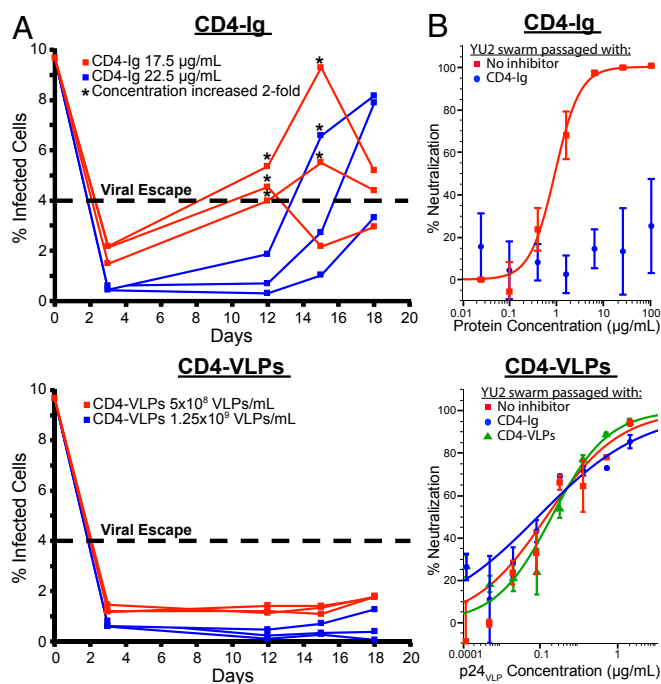 A
CD4-Ig
10
8
6
4
2
0
% Infected Cells
CD4-Ig 17.5 µg/mL
CD4-Ig 22.5 µg/mL
* Concentration increased 2-fold
*
*
*
*
*
*
Viral Escape
0 2 4 6 8 10 12 14 16 18 20
Days
CD4-VLPs
10
8
6
4
2
0
% Infected Cells
CD4-VLPs 5x10⁸ VLPs/mL
CD4-VLPs 1.25x10⁹ VLPs/mL
Viral Escape
0 2 4 6 8 10 12 14 16 18 20
Days
B
CD4-Ig
YU2 swarm passaged with:
No inhibitor
CD4-Ig
100
80
60
40
20
0
% Neutralization
0.01 0.1 1.0 10 100
Protein Concentration (µg/mL)
CD4-VLPs
YU2 swarm passaged with:
No inhibitor
CD4-Ig
CD4-VLPs
100
80
60
40
20
0
% Neutralization
0.0001 0.1 1.0
p24VLP Concentration (µg/mL)